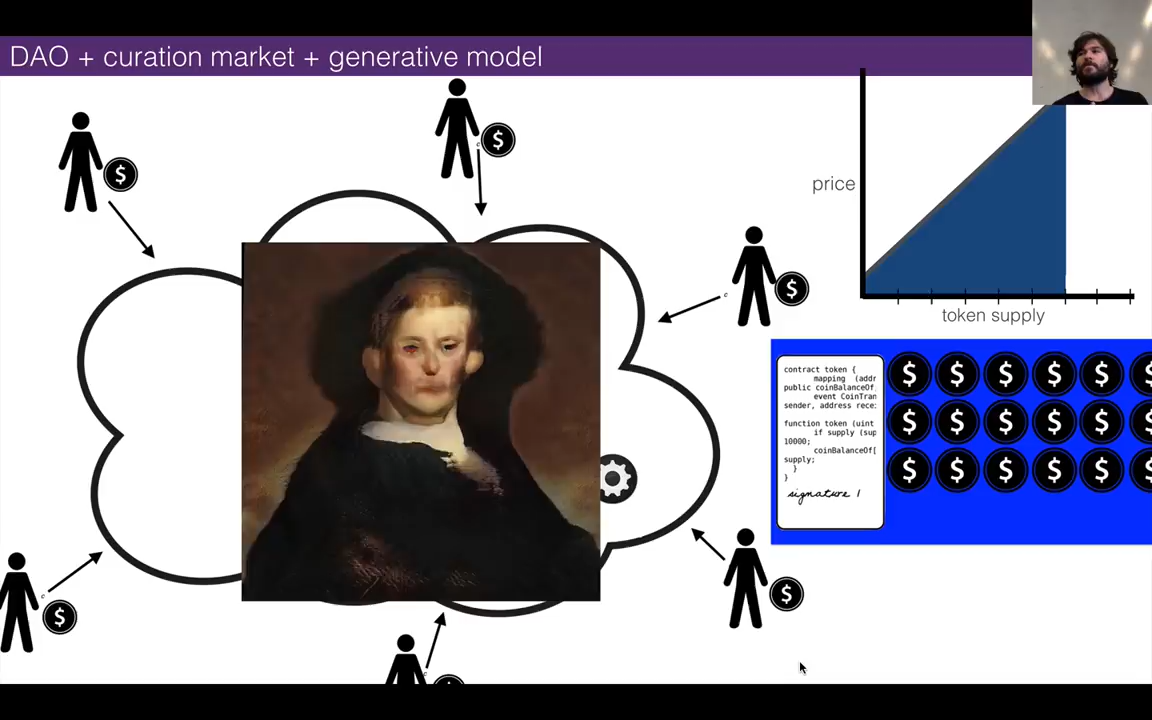 DAO + curation market + generative model
$
$
price
$
token supply
contract token {
mapping (addr
public coinBalanceOf
event CoinTran
sender, address rece:
function token (uint
if supply (sup
10000;
coinBalanceOf[
supply;
}
}
signature 1
$ $ $ $ $ $
$ $ $ $ $ $
$ $ $ $ $ $
$
$